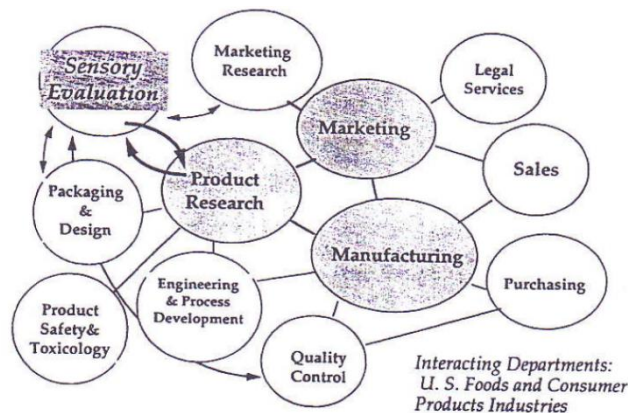 Sensory
Evaluation
Marketing
Research
Legal
Services
Marketing
Sales
Product
Research
Packaging
&
Design
Manufacturing
Purchasing
Engineering
& Process
Development
Product
Safety&
Toxicology
Quality
Control
Interacting Departments:
U. S. Foods and Consumer
Products Industries